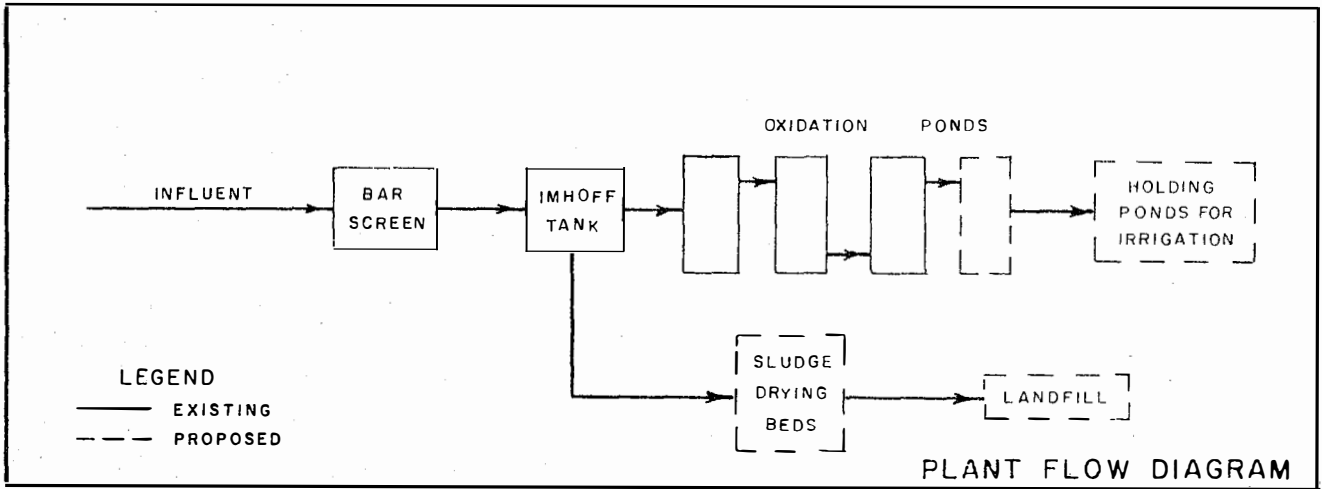 OXIDATION PONDS
INFLUENT
BAR
SCREEN
IMHOFF
TANK
HOLDING
PONDS FOR
IRRIGATION
SLUDGE
DRYING
BEDS
LANDFILL
LEGEND
EXISTING
PROPOSED
PLANT FLOW DIAGRAM